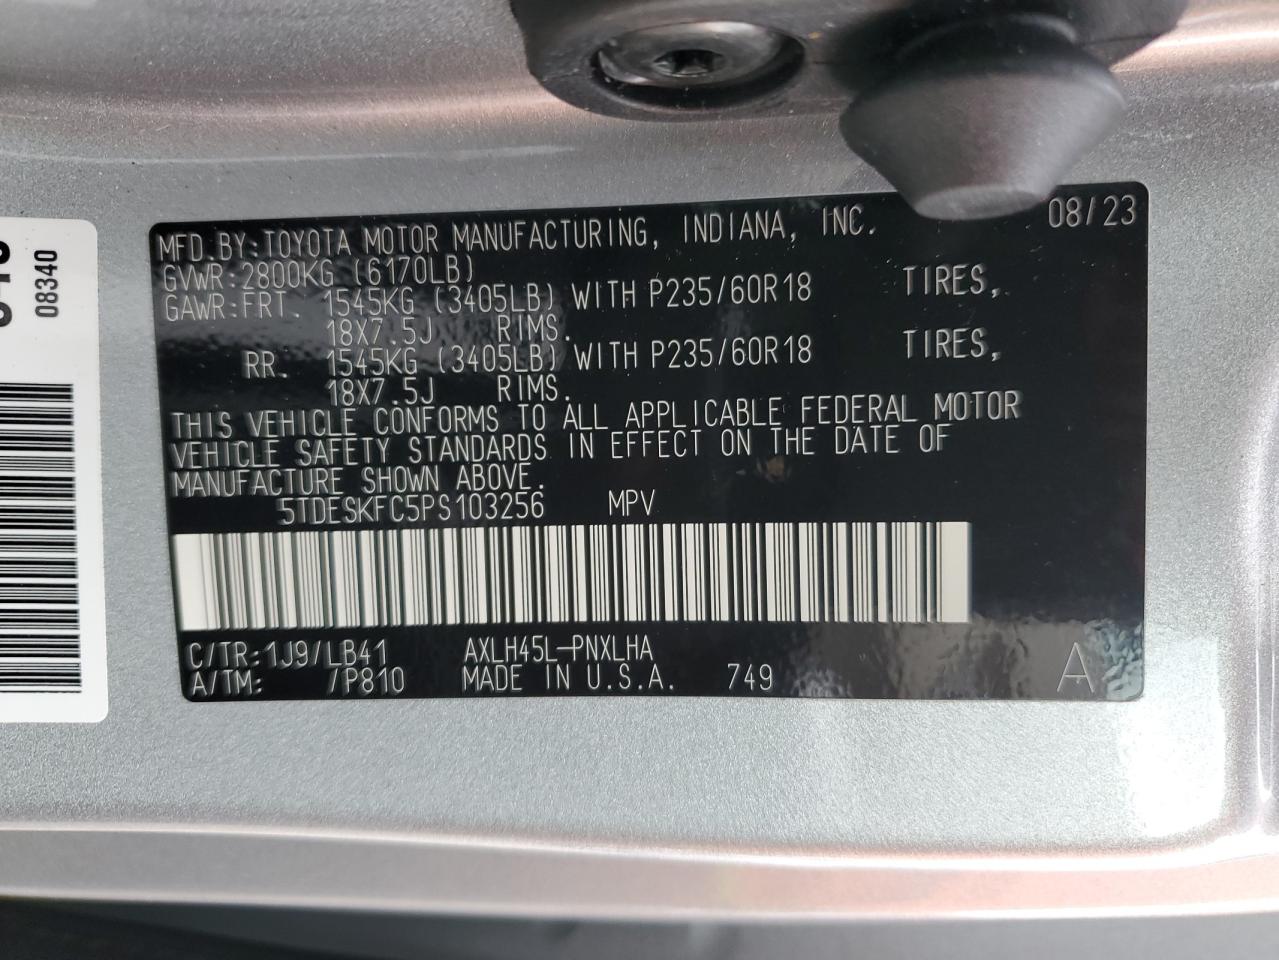 MFD.BY:TOYOTA MOTOR MANUFACTURING, INDIANA, INC. 08/23
GVWR:2800KG (6170LB)
GAWR:FRT. 1545KG (3405LB) WITH P235/60R18 TIRES,
18X7.5J RIMS.
RR. 1545KG (3405LB) WITH P235/60R18 TIRES,
18X7.5J RIMS.
THIS VEHICLE CONFORMS TO ALL APPLICABLE FEDERAL MOTOR
VEHICLE SAFETY STANDARDS IN EFFECT ON THE DATE OF
MANUFACTURE SHOWN ABOVE.
5TDESKFC5PS103256 MPV
C/TR:1J9/LB41 AXLH45L-PNXLHA
A/TM: /P810 MADE IN U.S.A. 749 A
08340